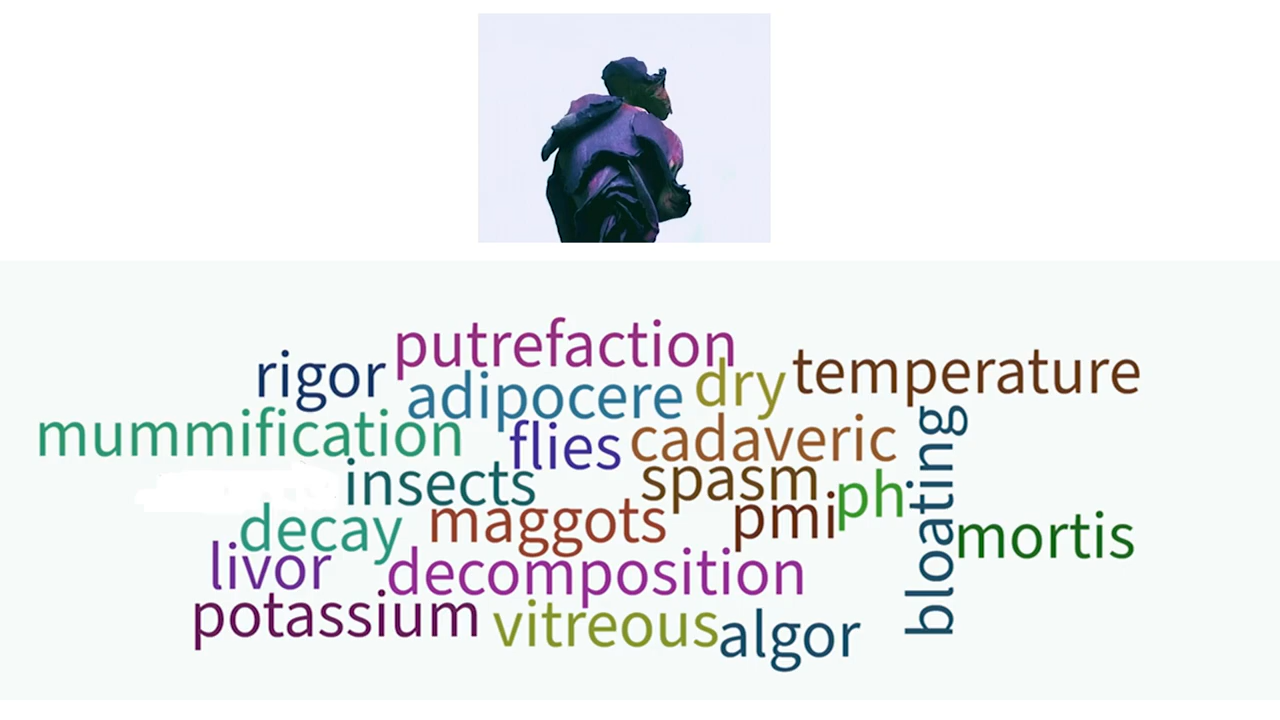 putrefaction
rigor
temperature
adipocere
dry
mummification
flies
cadaveric
insects
spasm
ph
bloating
decay
maggots
pmi
mortis
livor
decomposition
potassium
vitreous
algor